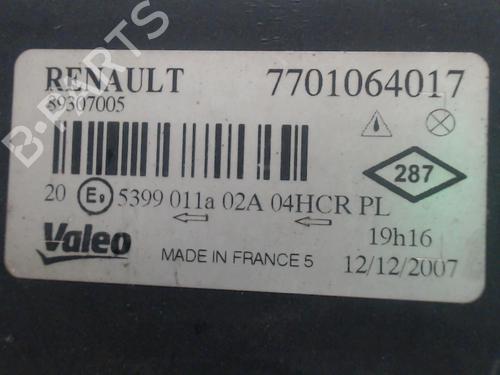 RENAULT 7701064017
89307005
287
20 E9 5399 011a 02A 04HCR PL
Valeo MADE IN FRANCE 5
19h16
12/12/2007
B-PARTS